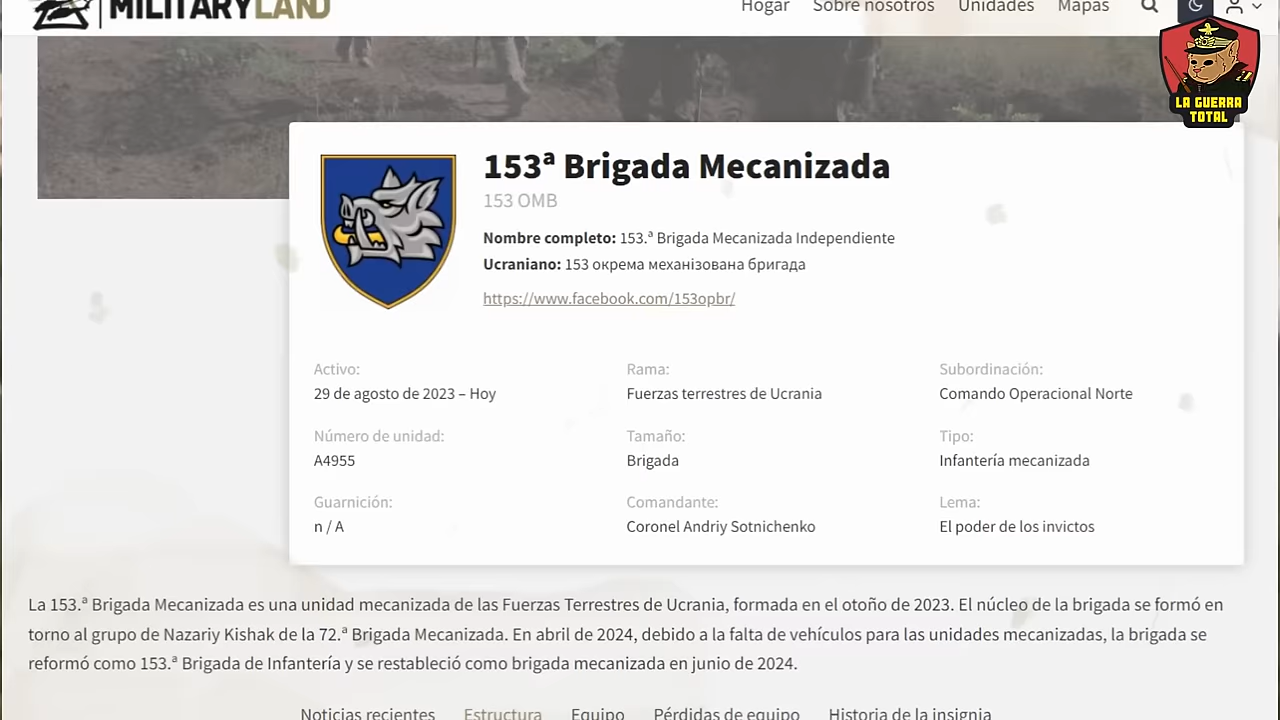 MILITARYLAND
Hogar Sobre nosotros Unidades Mapas
LA GUERRA
TOTAL
153ª Brigada Mecanizada
153 OMB
Nombre completo: 153.ª Brigada Mecanizada Independiente
Ucraniano: 153 окрема механізована бригада
https://www.facebook.com/153opbr/
Activo: Rama: Subordinación:
29 de agosto de 2023 – Hoy Fuerzas terrestres de Ucrania Comando Operacional Norte
Número de unidad: Tamaño: Tipo:
A4955 Brigada Infantería mecanizada
Guarnición: Comandante: Lema:
n / A Coronel Andriy Sotnichenko El poder de los invictos
La 153.ª Brigada Mecanizada es una unidad mecanizada de las Fuerzas Terrestres de Ucrania, formada en el otoño de 2023. El núcleo de la brigada se formó en
torno al grupo de Nazariy Kishak de la 72.ª Brigada Mecanizada. En abril de 2024, debido a la falta de vehículos para las unidades mecanizadas, la brigada se
reformó como 153.ª Brigada de Infantería y se restableció como brigada mecanizada en junio de 2024.
Noticias recientes Estructura Equipo Pérdidas de equipo Historia de la insignia